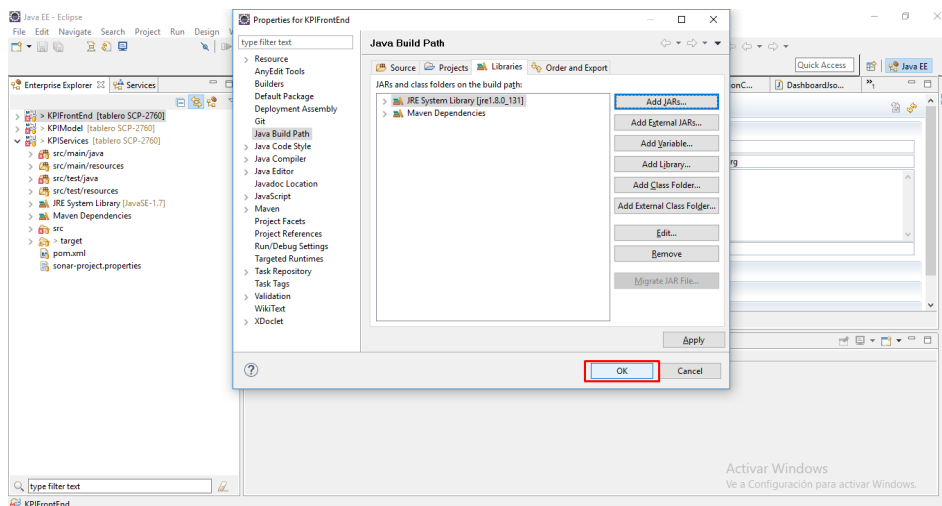 Java EE - Eclipse
File Edit Navigate Search Project Run Design
Quick Access
Java EE
Enterprise Explorer
Services
> KPIFrontEnd [tablero SCP-2760]
> KPIModel [tablero SCP-2760]
> KPIServices [tablero SCP-2760]
src/main/java
src/main/resources
src/test/java
src/test/resources
JRE System Library [JavaSE-1.7]
Maven Dependencies
src
> target
pom.xml
sonar-project.properties
type filter text
KPIFrontEnd
Properties for KPIFrontEnd
type filter text
Resource
AnyEdit Tools
Builders
Default Package
Deployment Assembly
Git
Java Build Path
Java Code Style
Java Compiler
Java Editor
Javadoc Location
JavaScript
Maven
Project Facets
Project References
Run/Debug Settings
Targeted Runtimes
Task Repository
Task Tags
Validation
WikiText
XDoclet
Java Build Path
Source Projects Libraries Order and Export
JARs and class folders on the build path:
JRE System Library [jre1.8.0_131]
Maven Dependencies
Add JARs...
Add External JARs...
Add Variable...
Add Library...
Add Class Folder...
Add External Class Folder...
Edit...
Remove
Migrate JAR File...
Apply
OK
Cancel
onC...
DashboardJso...
rg
Activar Windows
Ve a Configuración para activar Windows.